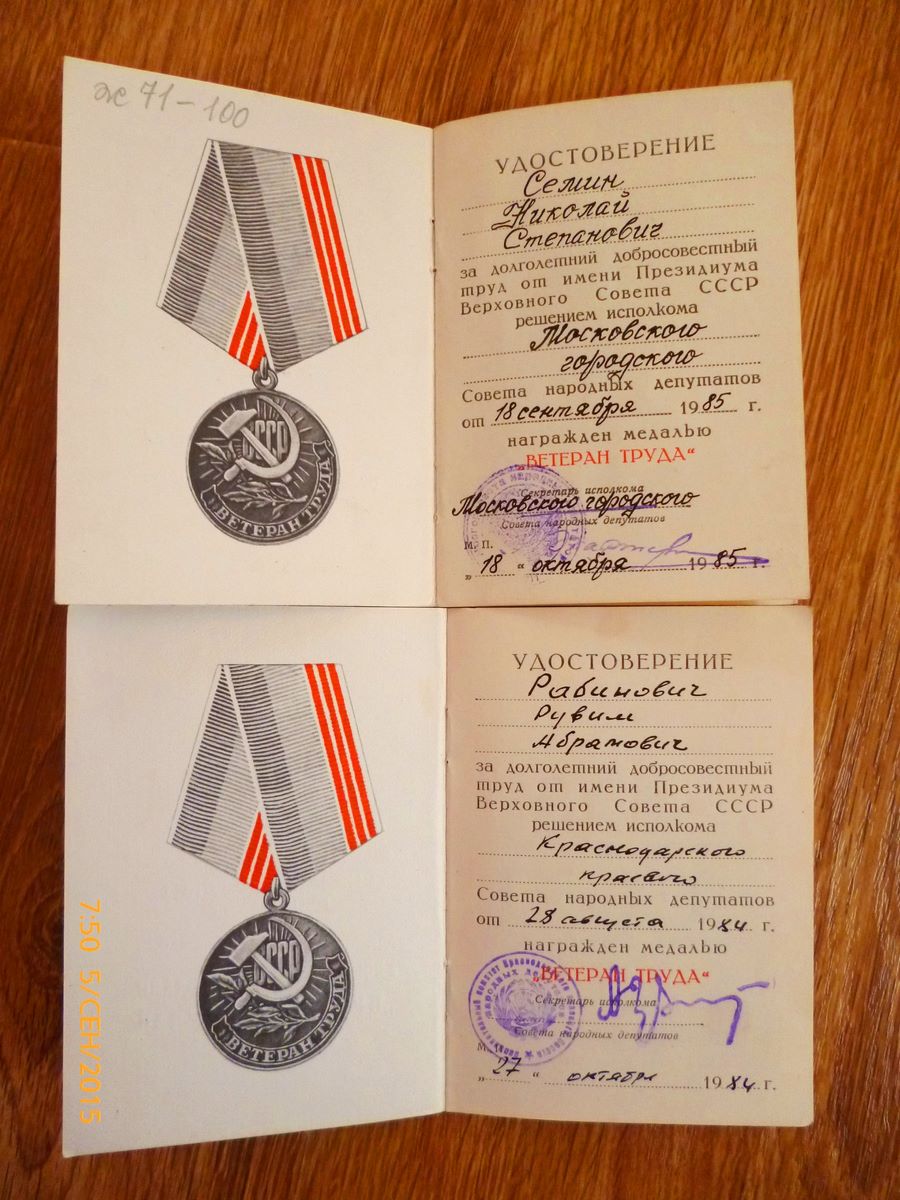 ж 71-100
СССР
ВЕТЕРАН ТРУДА
УДОСТОВЕРЕНИЕ
Семин
Николай
Степанович
за долголетний добросовестный
труд от имени Президиума
Верховного Совета СССР
решением исполкома
Московского
городского
Совета народных депутатов
от 18 сентября 1985 г.
награжден медалью
„ВЕТЕРАН ТРУДА“
Секретарь исполкома
Московского городского
Совета народных депутатов
М. П.
„18“ октября 1985 г.
СССР
ВЕТЕРАН ТРУДА
7:50 5/СЕН/2015
УДОСТОВЕРЕНИЕ
Рабинович
Рувим
Абрамович
за долголетний добросовестный
труд от имени Президиума
Верховного Совета СССР
решением исполкома
Краснодарского
краевого
Совета народных депутатов
от 28 августа 1984 г.
награжден медалью
„ВЕТЕРАН ТРУДА“
Секретарь исполкома
Совета народных депутатов
М.
„27“ октября 1984 г.